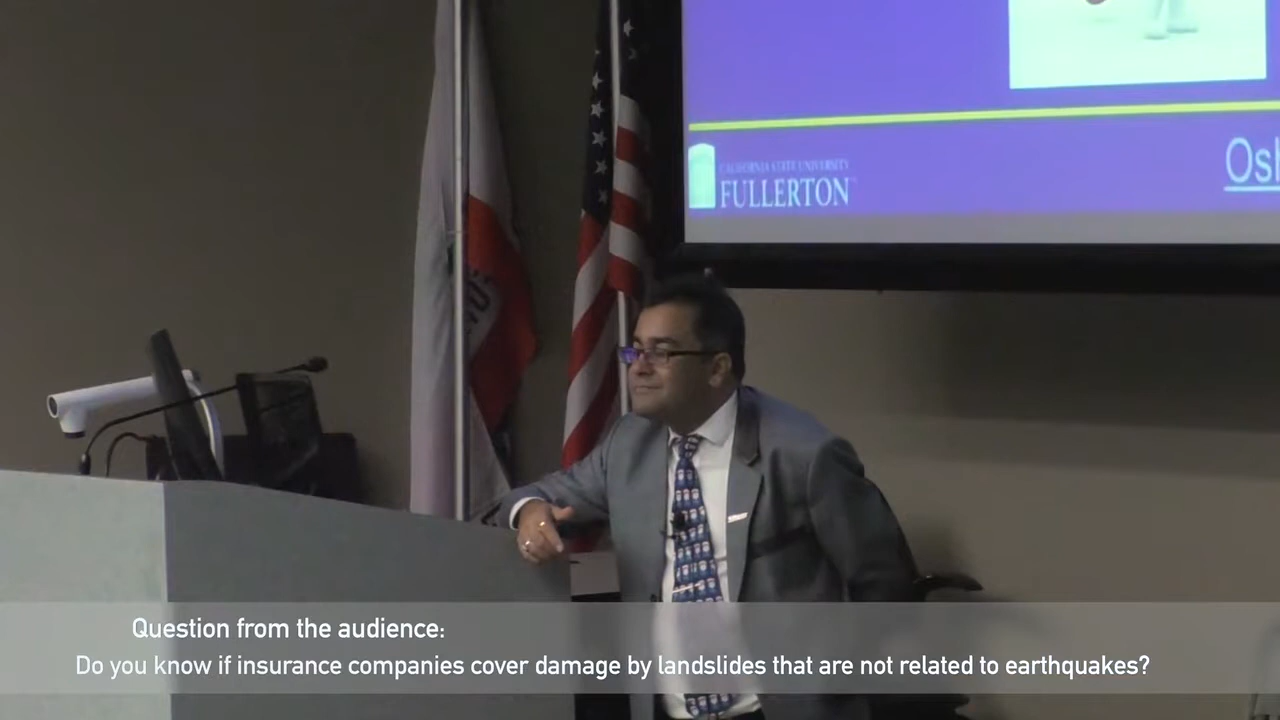 CALIFORNIA STATE UNIVERSITY
FULLERTON
Question from the audience:
Do you know if insurance companies cover damage by landslides that are not related to earthquakes?